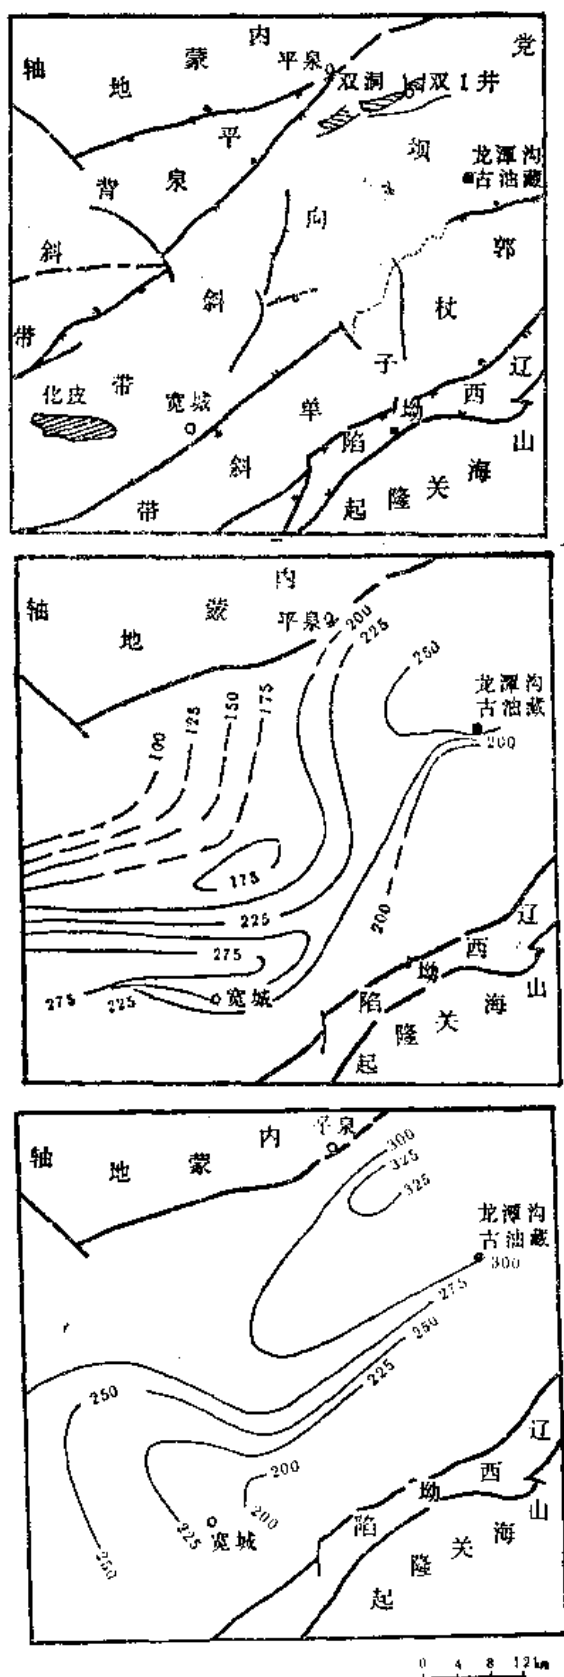 内蒙地轴
平泉
双洞
双1井
党坝向斜带
龙潭沟
古油藏
平泉背斜带
郭杖子单斜带
化皮
宽城
辽西坳陷
山海关隆起
内蒙地轴
平泉
200
225
250
龙潭沟
古油藏
200
100
125
150
175
175
225
200
275
275
225
宽城
辽西坳陷
山海关隆起
内蒙地轴
平泉
300
325
325
龙潭沟
古油藏
300
275
250
225
250
200
200
225
250
宽城
辽西坳陷
山海关隆起
0 4 8 12km